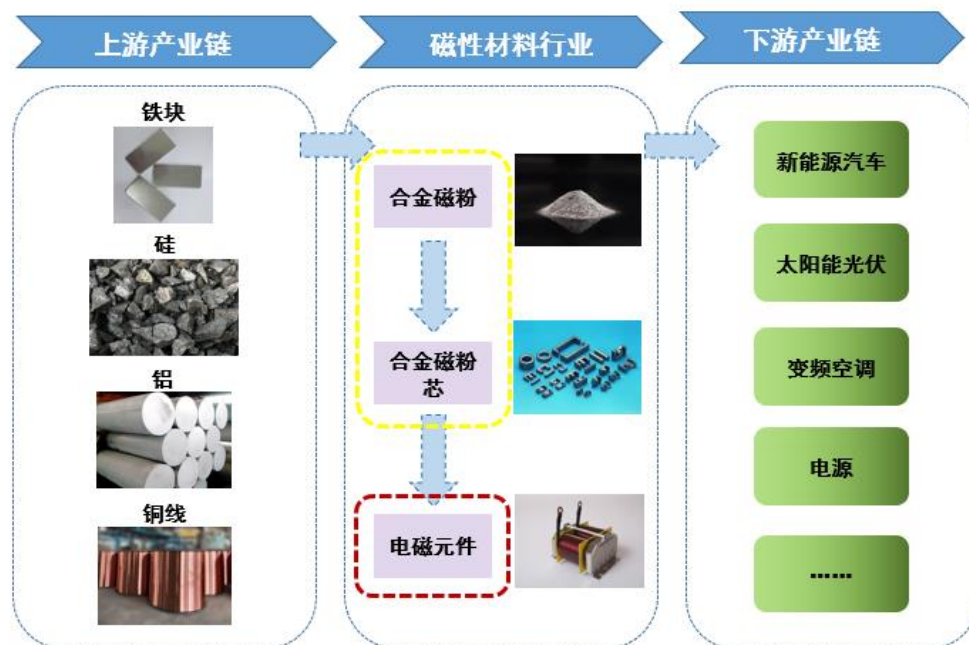 上游产业链
磁性材料行业
下游产业链
铁块
硅
铝
铜线
合金磁粉
合金磁粉
芯
电磁元件
新能源汽车
太阳能光伏
变频空调
电源
……